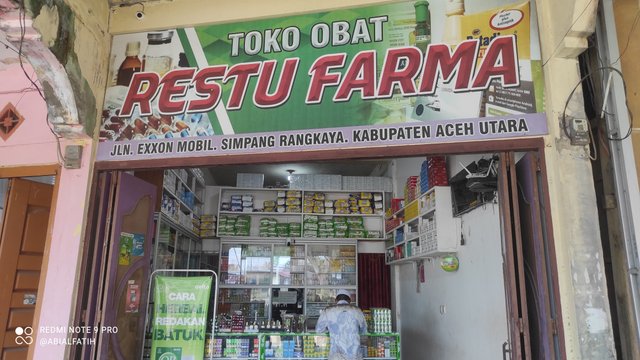 TOKO OBAT
RESTU FARMA
JLN. EXXON MOBIL. SIMPANG RANGKAYA. KABUPATEN ACEH UTARA
CARA
HERBAL
REDAKAN
BATUK
REDMI NOTE 9 PRO
@ABIALFATIH